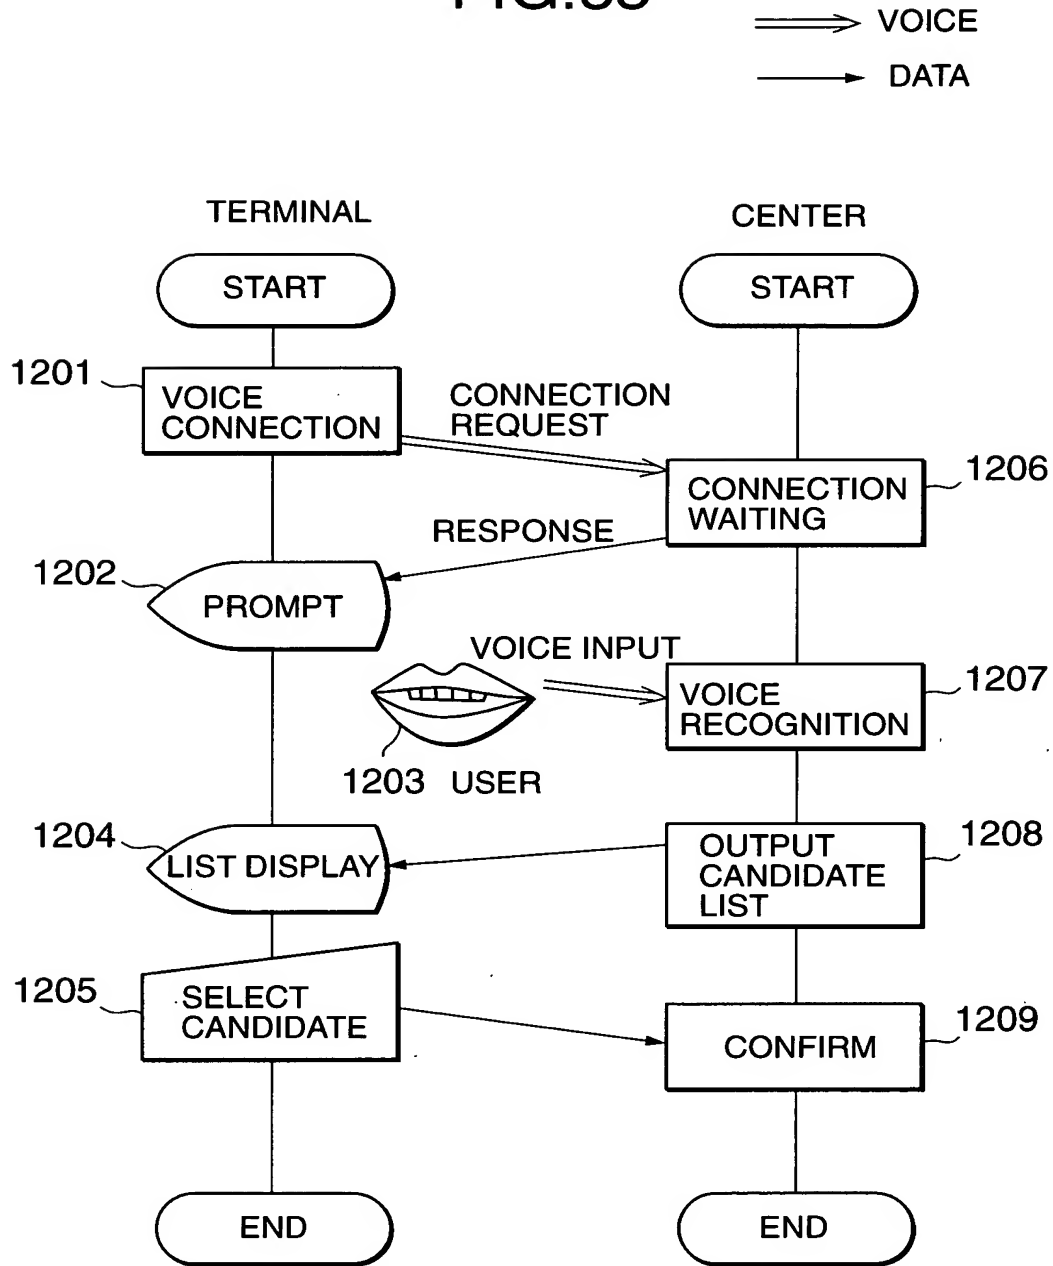 VOICE
DATA
TERMINAL
CENTER
START
START
1201
VOICE
CONNECTION
CONNECTION
REQUEST
1206
CONNECTION
WAITING
RESPONSE
1202
PROMPT
VOICE INPUT
1207
VOICE
RECOGNITION
1203 USER
1204
LIST DISPLAY
1208
OUTPUT
CANDIDATE
LIST
1205
SELECT
CANDIDATE
1209
CONFIRM
END
END